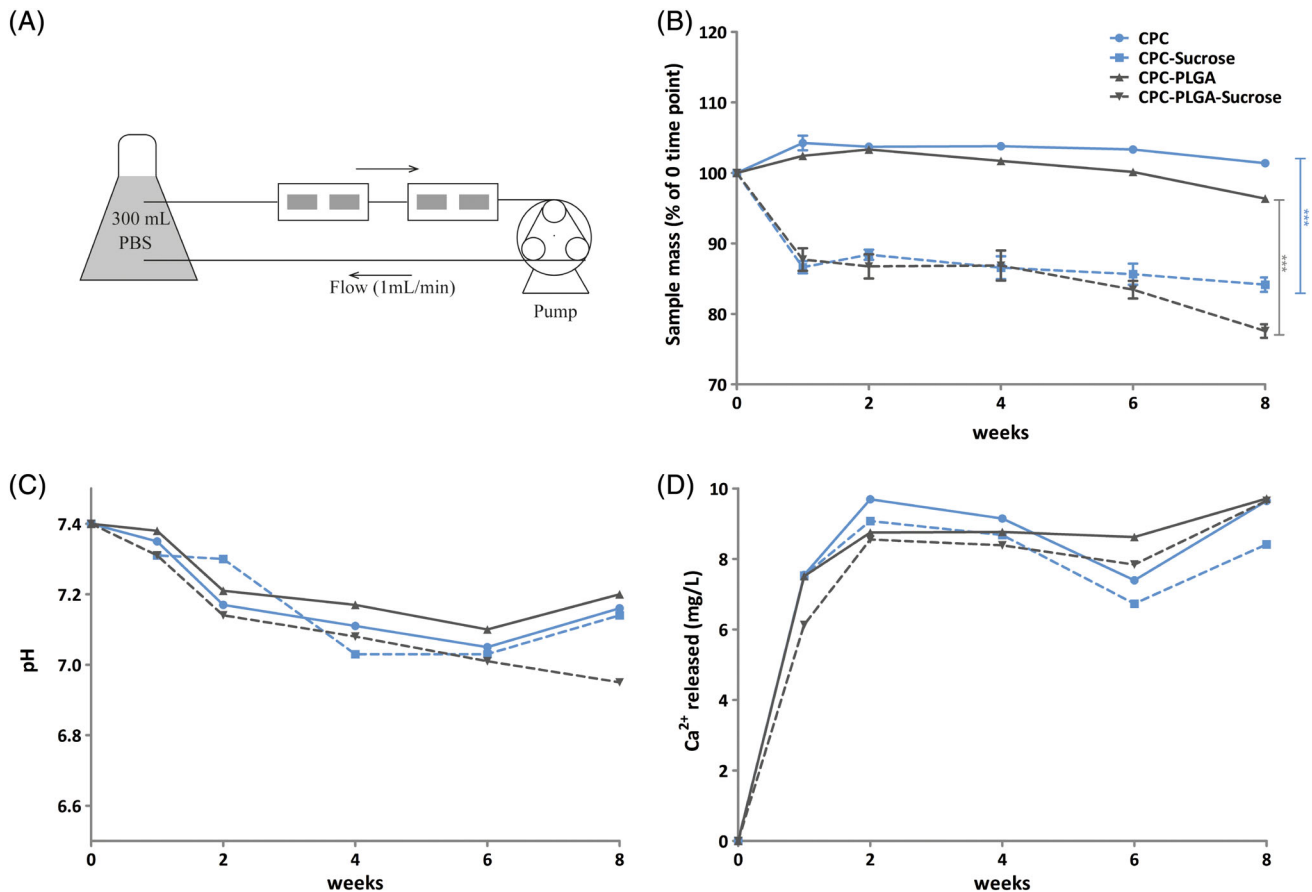 (A)
300 mL
PBS
Flow (1mL/min)
Pump
(B)
Sample mass (% of 0 time point)
120
110
100
90
80
70
0
2
4
6
8
weeks
CPC
CPC-Sucrose
CPC-PLGA
CPC-PLGA-Sucrose
***
***
(C)
pH
7.4
7.2
7.0
6.8
6.6
0
2
4
6
8
weeks
(D)
Ca²⁺ released (mg/L)
10
8
6
4
2
0
0
2
4
6
8
weeks